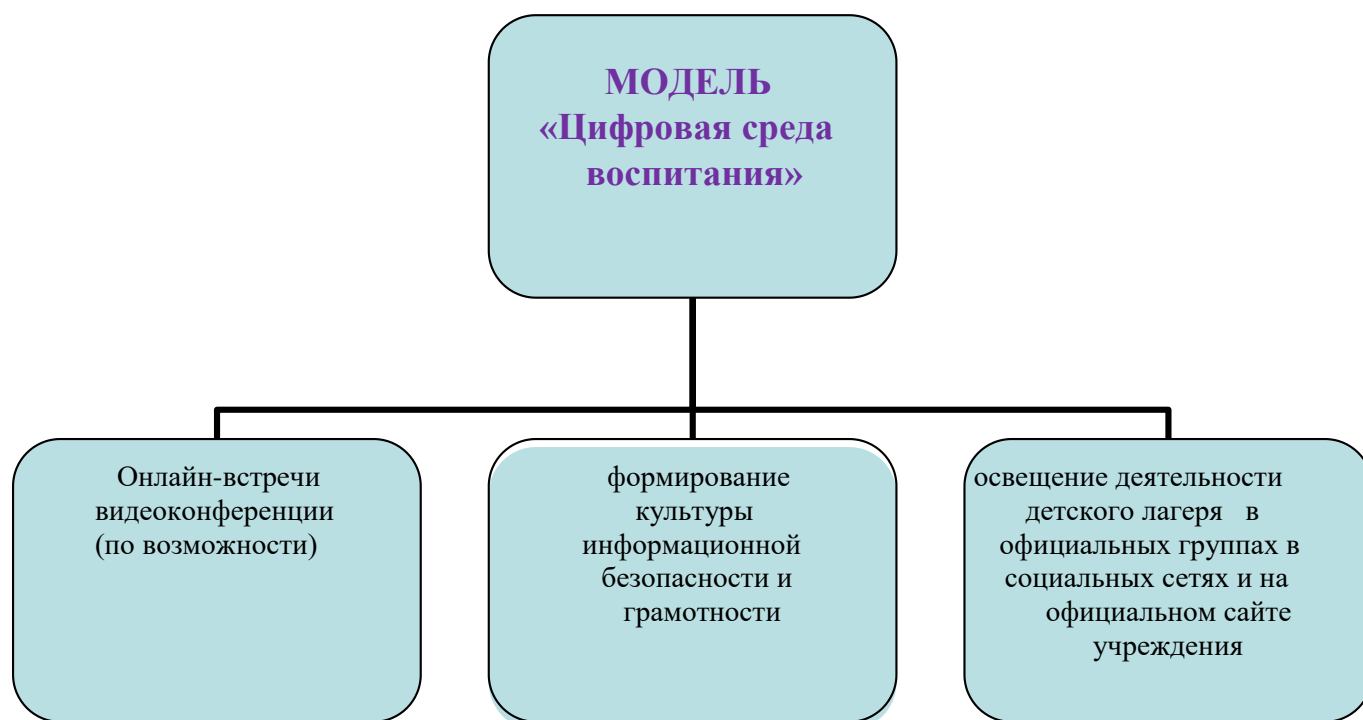 МОДЕЛЬ
«Цифровая среда
воспитания»
Онлайн-встречи
видеоконференции
(по возможности)
формирование
культуры
информационной
безопасности и
грамотности
освещение деятельности
детского лагеря в
официальных группах в
социальных сетях и на
официальном сайте
учреждения